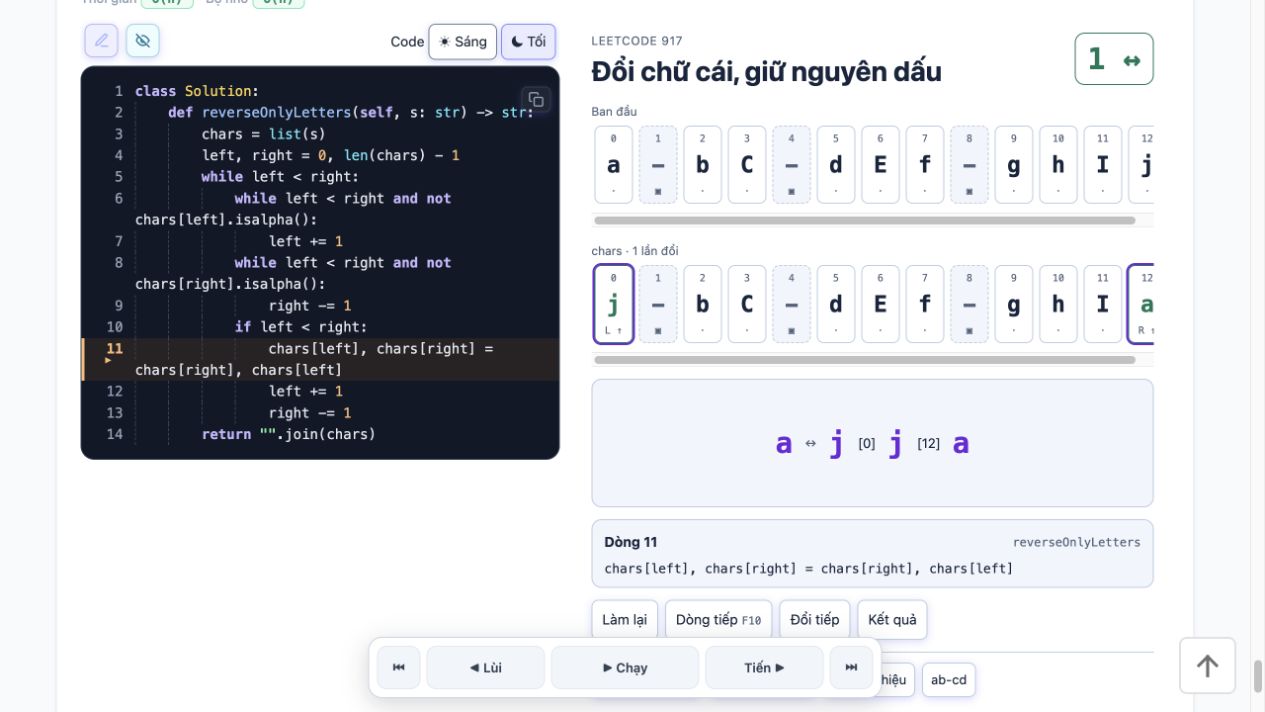 Code ☀ Sáng Tối
1 class Solution:
2 def reverseOnlyLetters(self, s: str) -> str:
3 chars = list(s)
4 left, right = 0, len(chars) - 1
5 while left < right:
6 while left < right and not
chars[left].isalpha():
7 left += 1
8 while left < right and not
chars[right].isalpha():
9 right -= 1
10 if left < right:
11 chars[left], chars[right] =
chars[right], chars[left]
12 left += 1
13 right -= 1
14 return "".join(chars)
LEETCODE 917
Đổi chữ cái, giữ nguyên dấu
1 ↔
Ban đầu
0 1 2 3 4 5 6 7 8 9 10 11 12
a - b C - d E f - g h I j
chars · 1 lần đổi
0 1 2 3 4 5 6 7 8 9 10 11 12
j - b C - d E f - g h I a
L ↑ R ↑
a ↔ j [0] j [12] a
Dòng 11 reverseOnlyLetters
chars[left], chars[right] = chars[right], chars[left]
Làm lại Dòng tiếp F10 Đổi tiếp Kết quả
⏮ ◀ Lùi ▶ Chạy Tiến ▶ ⏭
hiệu ab-cd